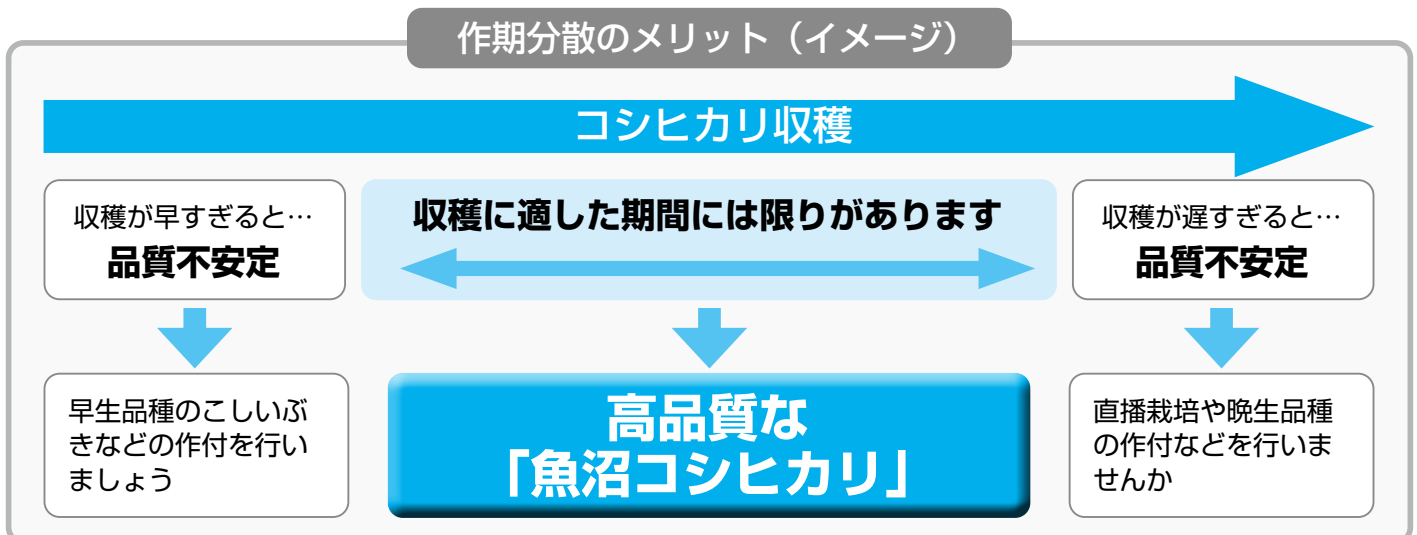 作期分散のメリット（イメージ）
コシヒカリ収穫
収穫が早すぎると…
品質不安定
収穫に適した期間には限りがあります
収穫が遅すぎると…
品質不安定
早生品種のこしいぶ
きなどの作付を行い
ましょう
高品質な
「魚沼コシヒカリ」
直播栽培や晩生品種
の作付などを行いま
せんか